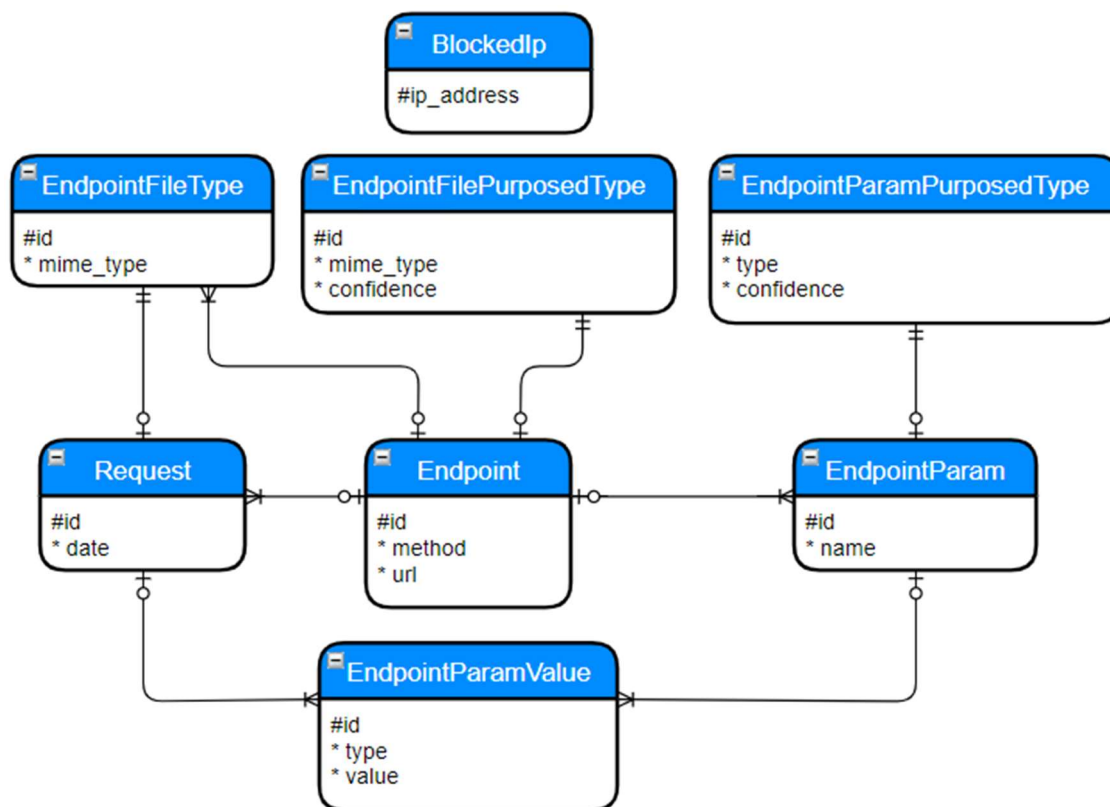 BlockedIp
#ip_address
EndpointFileType
#id
* mime_type
EndpointFilePurposedType
#id
* mime_type
* confidence
EndpointParamPurposedType
#id
* type
* confidence
Request
#id
* date
Endpoint
#id
* method
* url
EndpointParam
#id
* name
EndpointParamValue
#id
* type
* value